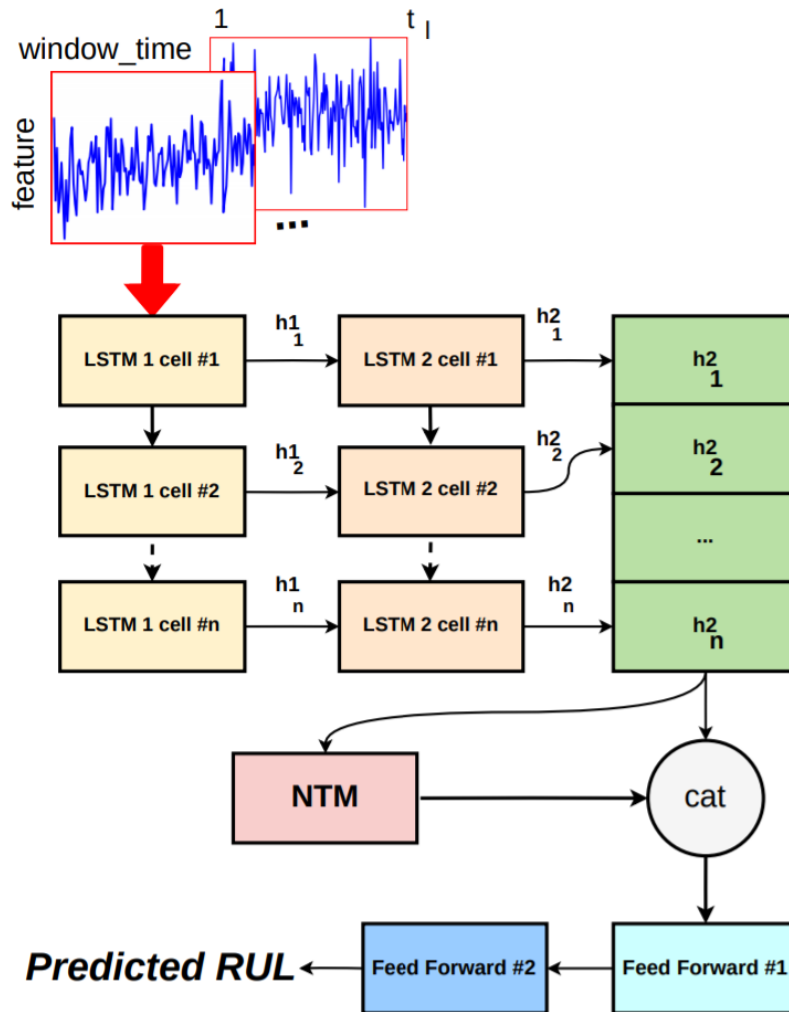 1 t l
window_time
feature
...
LSTM 1 cell #1
h1 1
LSTM 2 cell #1
h2 1
h2 1
LSTM 1 cell #2
h1 2
LSTM 2 cell #2
h2 2
h2 2
...
LSTM 1 cell #n
h1 n
LSTM 2 cell #n
h2 n
h2 n
NTM
cat
Predicted RUL
Feed Forward #2
Feed Forward #1